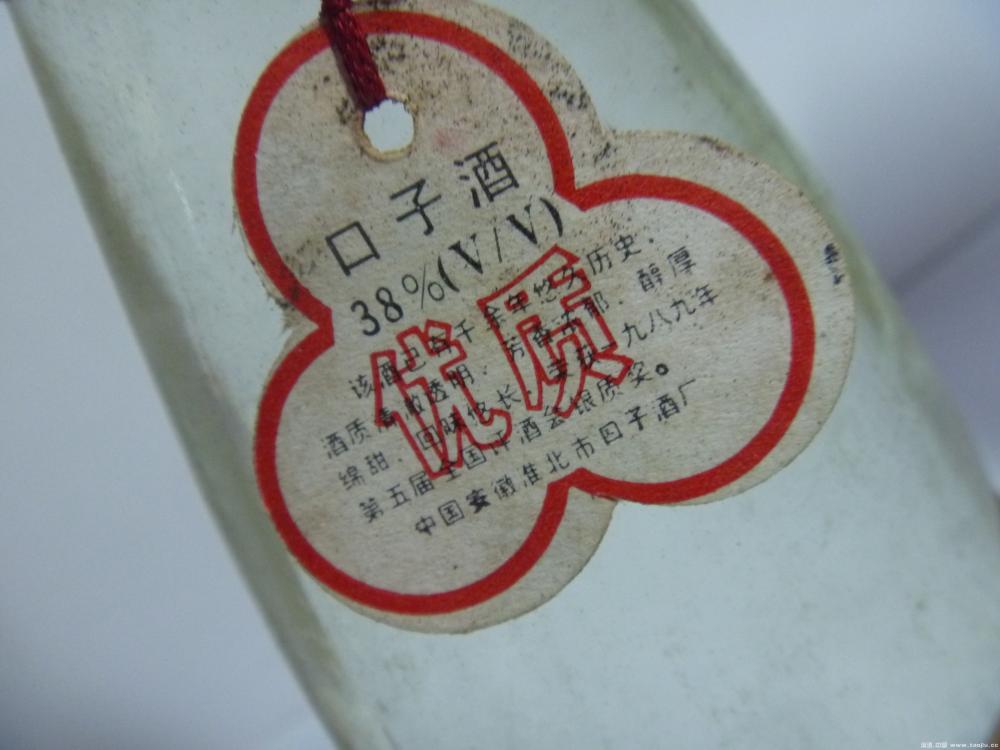 口子酒
38%(V/V)
优质
该酒已有千余年悠久历史.
酒质清澈透明.芳香浓郁.醇厚
绵甜.回味悠长.荣获一九八九年
第五届全国评酒会银质奖。
中国安徽淮北市口子酒厂